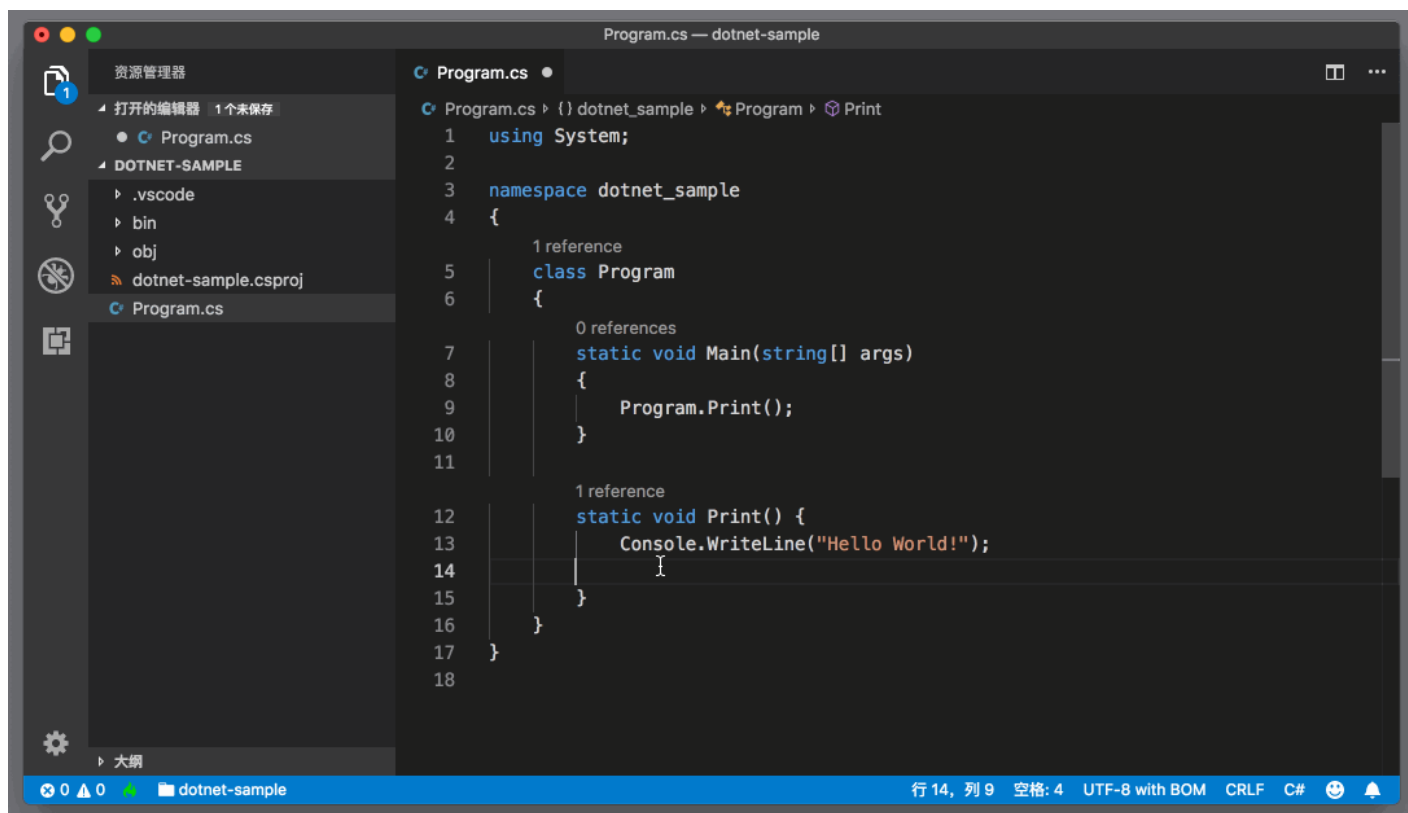 Program.cs — dotnet-sample
资源管理器
打开的编辑器 1个未保存
Program.cs
DOTNET-SAMPLE
.vscode
bin
obj
dotnet-sample.csproj
Program.cs
大纲
1
Program.cs
Program.cs {} dotnet_sample Program Print
1 using System;
2
3 namespace dotnet_sample
4 {
1 reference
5 class Program
6 {
0 references
7 static void Main(string[] args)
8 {
9 Program.Print();
10 }
11
1 reference
12 static void Print() {
13 Console.WriteLine("Hello World!");
14
15 }
16 }
17 }
18
0 0 dotnet-sample 行 14，列 9 空格: 4 UTF-8 with BOM CRLF C#